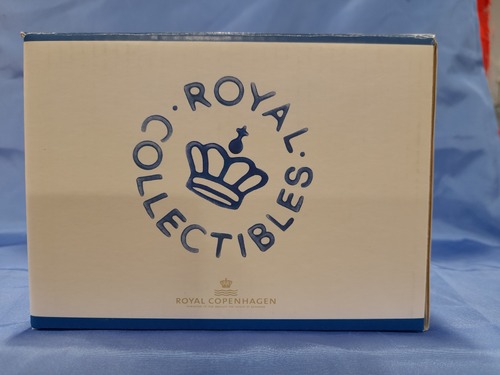 · ROYAL · COLLECTIBLES
ROYAL COPENHAGEN